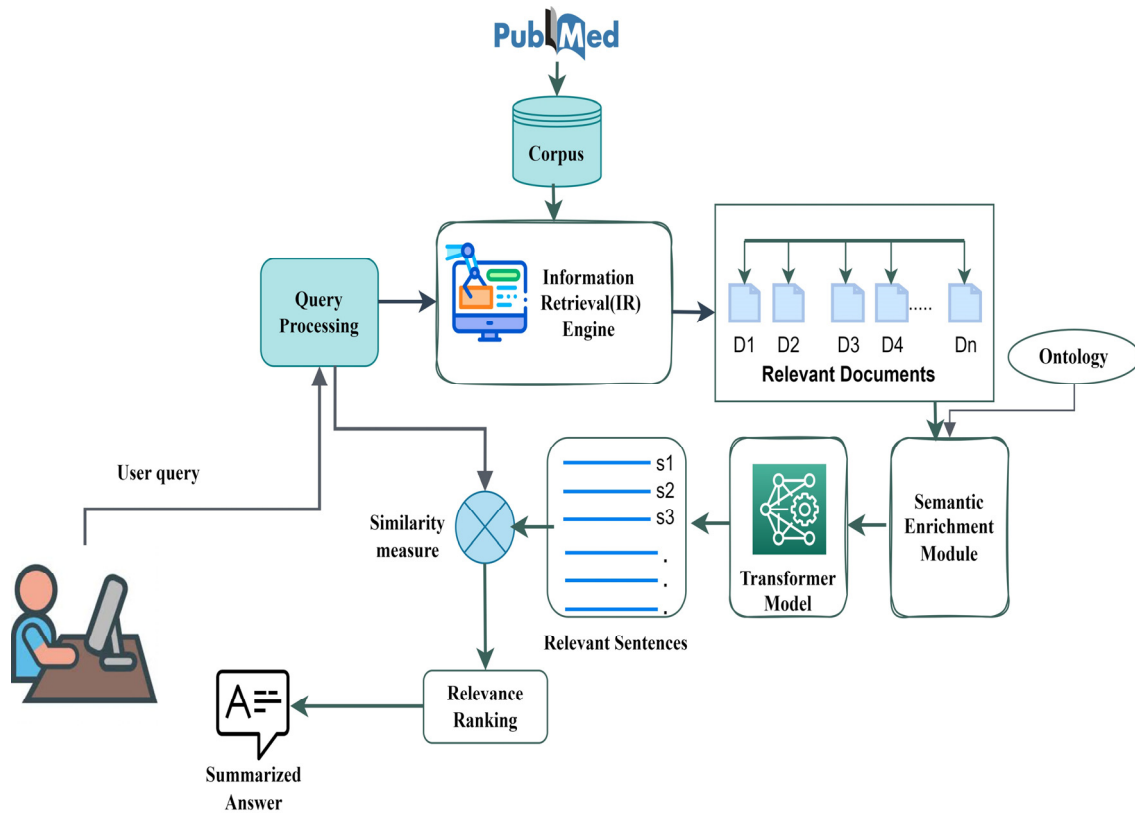 PubMed
Corpus
Query
Processing
Information
Retrieval(IR)
Engine
D1 D2 D3 D4 ..... Dn
Relevant Documents
Ontology
User query
Similarity
measure
s1
s2
s3
.
.
.
Relevant Sentences
Transformer
Model
Semantic
Enrichment
Module
Relevance
Ranking
A
Summarized
Answer